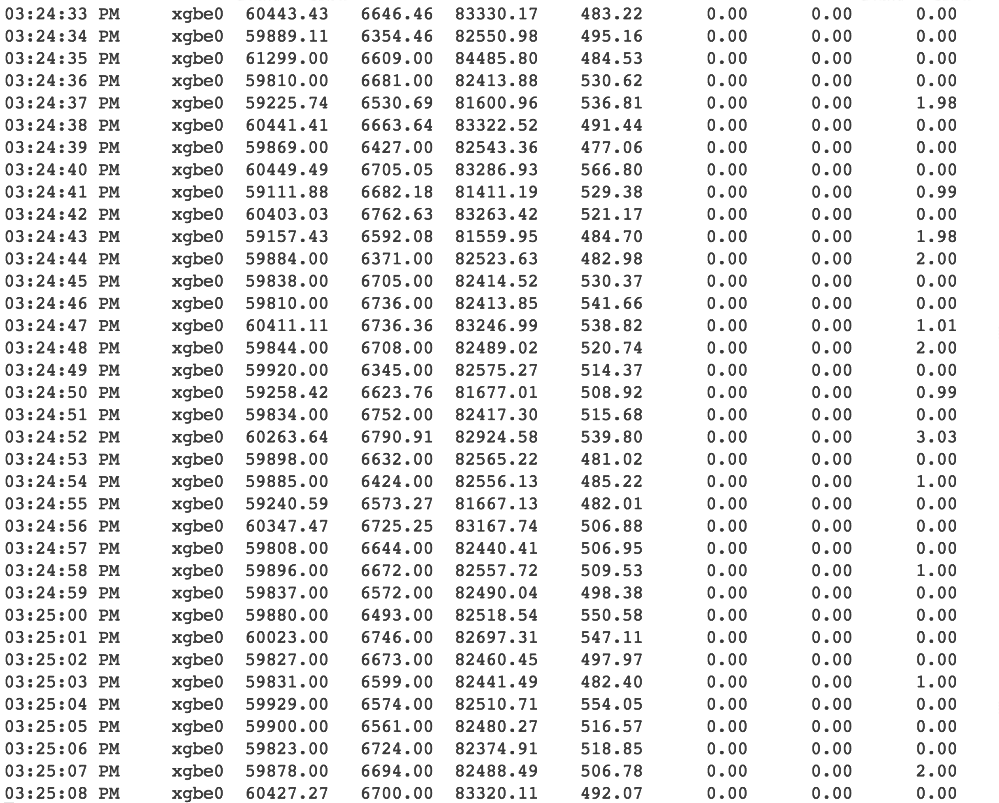 03:24:33 PM xgbe0 60443.43 6646.46 83330.17 483.22 0.00 0.00 0.00
03:24:34 PM xgbe0 59889.11 6354.46 82550.98 495.16 0.00 0.00 0.00
03:24:35 PM xgbe0 61299.00 6609.00 84485.80 484.53 0.00 0.00 0.00
03:24:36 PM xgbe0 59810.00 6681.00 82413.88 530.62 0.00 0.00 0.00
03:24:37 PM xgbe0 59225.74 6530.69 81600.96 536.81 0.00 0.00 1.98
03:24:38 PM xgbe0 60441.41 6663.64 83322.52 491.44 0.00 0.00 0.00
03:24:39 PM xgbe0 59869.00 6427.00 82543.36 477.06 0.00 0.00 0.00
03:24:40 PM xgbe0 60449.49 6705.05 83286.93 566.80 0.00 0.00 0.00
03:24:41 PM xgbe0 59111.88 6682.18 81411.19 529.38 0.00 0.00 0.99
03:24:42 PM xgbe0 60403.03 6762.63 83263.42 521.17 0.00 0.00 0.00
03:24:43 PM xgbe0 59157.43 6592.08 81559.95 484.70 0.00 0.00 1.98
03:24:44 PM xgbe0 59884.00 6371.00 82523.63 482.98 0.00 0.00 2.00
03:24:45 PM xgbe0 59838.00 6705.00 82414.52 530.37 0.00 0.00 0.00
03:24:46 PM xgbe0 59810.00 6736.00 82413.85 541.66 0.00 0.00 0.00
03:24:47 PM xgbe0 60411.11 6736.36 83246.99 538.82 0.00 0.00 1.01
03:24:48 PM xgbe0 59844.00 6708.00 82489.02 520.74 0.00 0.00 2.00
03:24:49 PM xgbe0 59920.00 6345.00 82575.27 514.37 0.00 0.00 0.00
03:24:50 PM xgbe0 59258.42 6623.76 81677.01 508.92 0.00 0.00 0.99
03:24:51 PM xgbe0 59834.00 6752.00 82417.30 515.68 0.00 0.00 0.00
03:24:52 PM xgbe0 60263.64 6790.91 82924.58 539.80 0.00 0.00 3.03
03:24:53 PM xgbe0 59898.00 6632.00 82565.22 481.02 0.00 0.00 0.00
03:24:54 PM xgbe0 59885.00 6424.00 82556.13 485.22 0.00 0.00 1.00
03:24:55 PM xgbe0 59240.59 6573.27 81667.13 482.01 0.00 0.00 0.00
03:24:56 PM xgbe0 60347.47 6725.25 83167.74 506.88 0.00 0.00 0.00
03:24:57 PM xgbe0 59808.00 6644.00 82440.41 506.95 0.00 0.00 0.00
03:24:58 PM xgbe0 59896.00 6672.00 82557.72 509.53 0.00 0.00 1.00
03:24:59 PM xgbe0 59837.00 6572.00 82490.04 498.38 0.00 0.00 0.00
03:25:00 PM xgbe0 59880.00 6493.00 82518.54 550.58 0.00 0.00 0.00
03:25:01 PM xgbe0 60023.00 6746.00 82697.31 547.11 0.00 0.00 0.00
03:25:02 PM xgbe0 59827.00 6673.00 82460.45 497.97 0.00 0.00 0.00
03:25:03 PM xgbe0 59831.00 6599.00 82441.49 482.40 0.00 0.00 1.00
03:25:04 PM xgbe0 59929.00 6574.00 82510.71 554.05 0.00 0.00 0.00
03:25:05 PM xgbe0 59900.00 6561.00 82480.27 516.57 0.00 0.00 0.00
03:25:06 PM xgbe0 59823.00 6724.00 82374.91 518.85 0.00 0.00 0.00
03:25:07 PM xgbe0 59878.00 6694.00 82488.49 506.78 0.00 0.00 2.00
03:25:08 PM xgbe0 60427.27 6700.00 83320.11 492.07 0.00 0.00 0.00